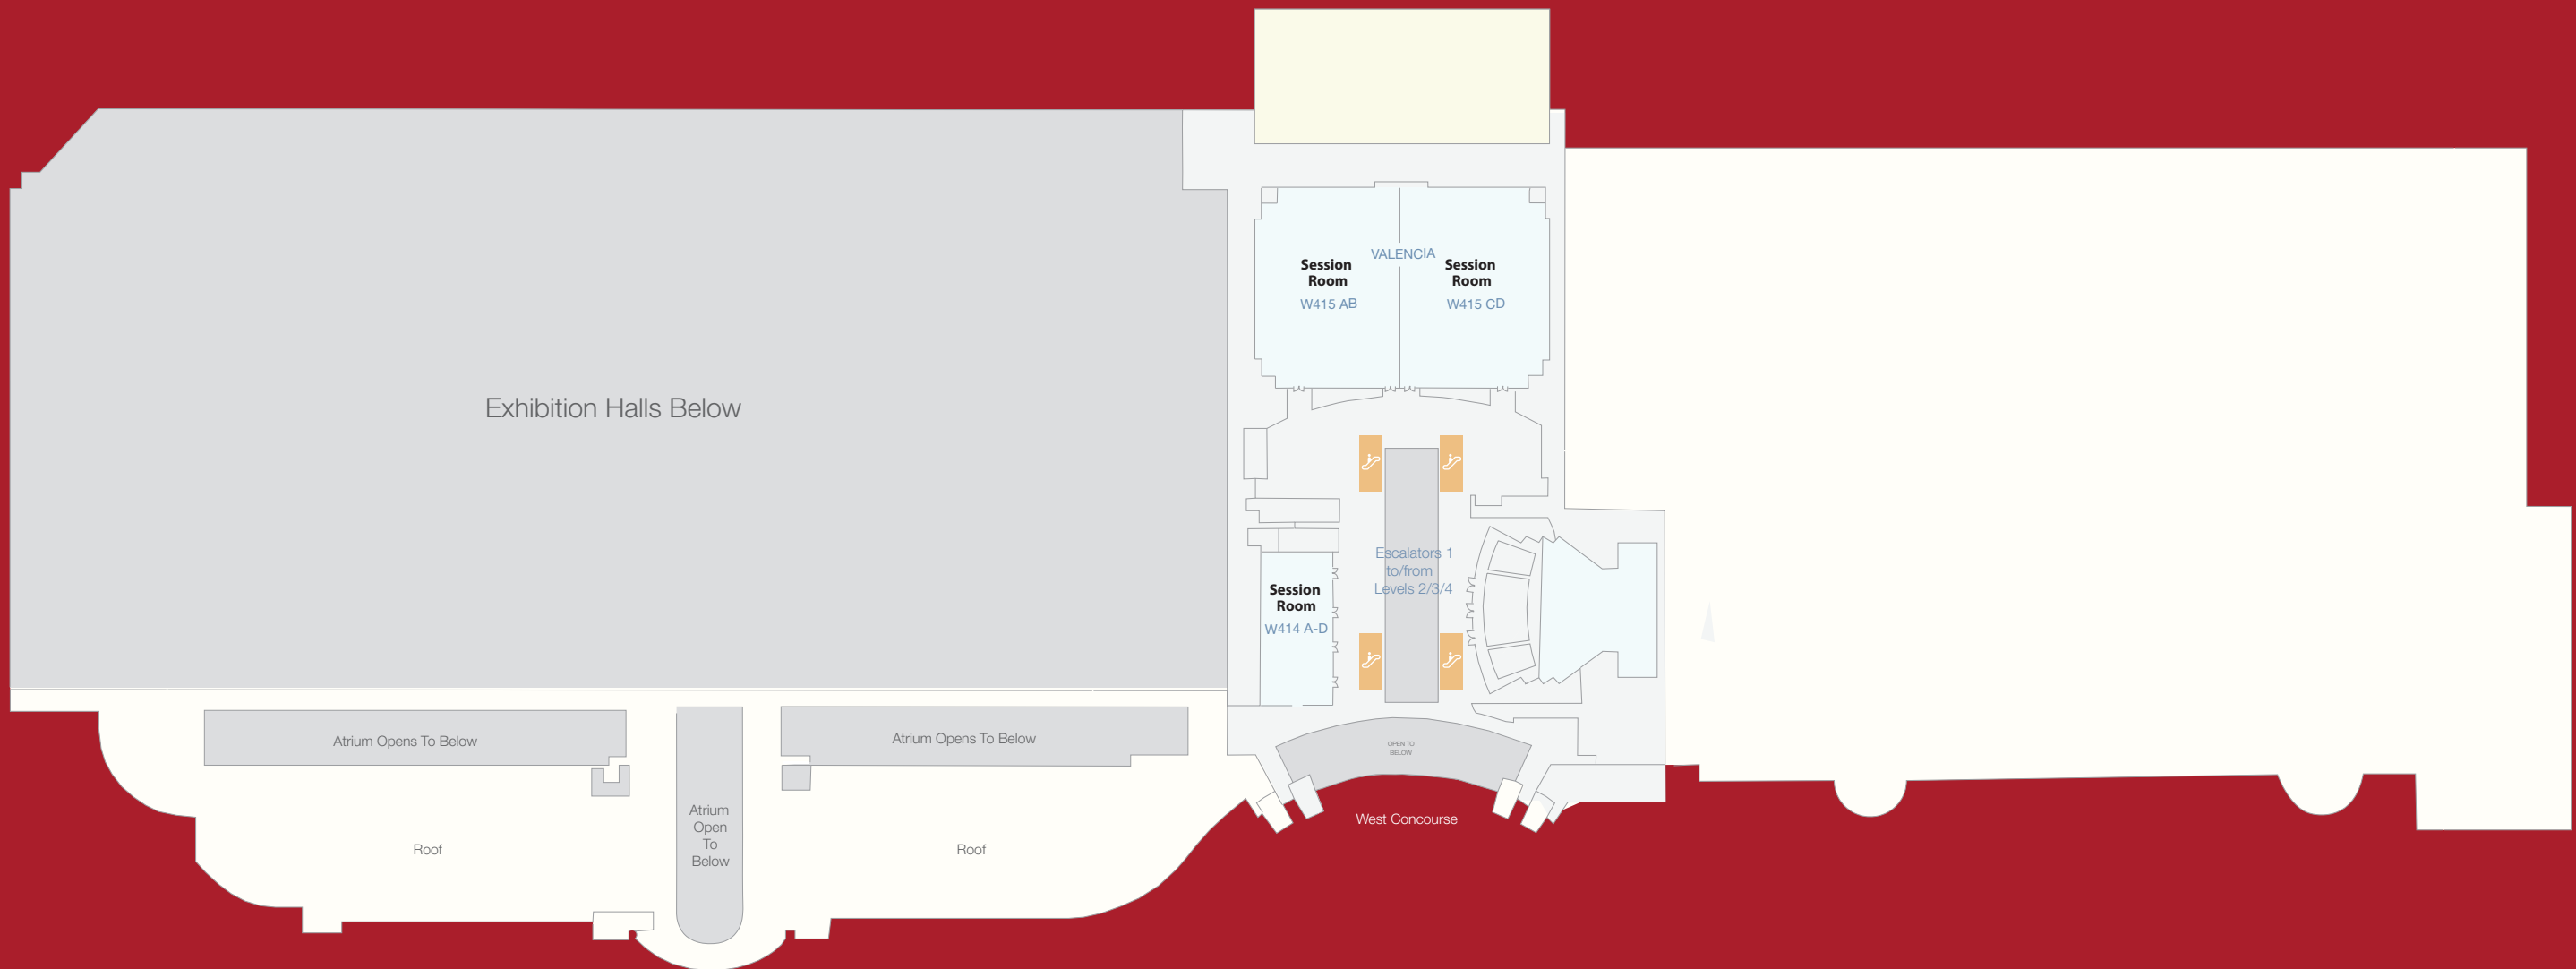 VALENCIA
Session
Room
W415 AB
Session
Room
W415 CD
Exhibition Halls Below
Escalators 1
to/from
Levels 2/3/4
Session
Room
W414 A-D
Atrium Opens To Below
Atrium Opens To Below
OPEN TO
BELOW
Atrium
Open
To
Below
West Concourse
Roof
Roof